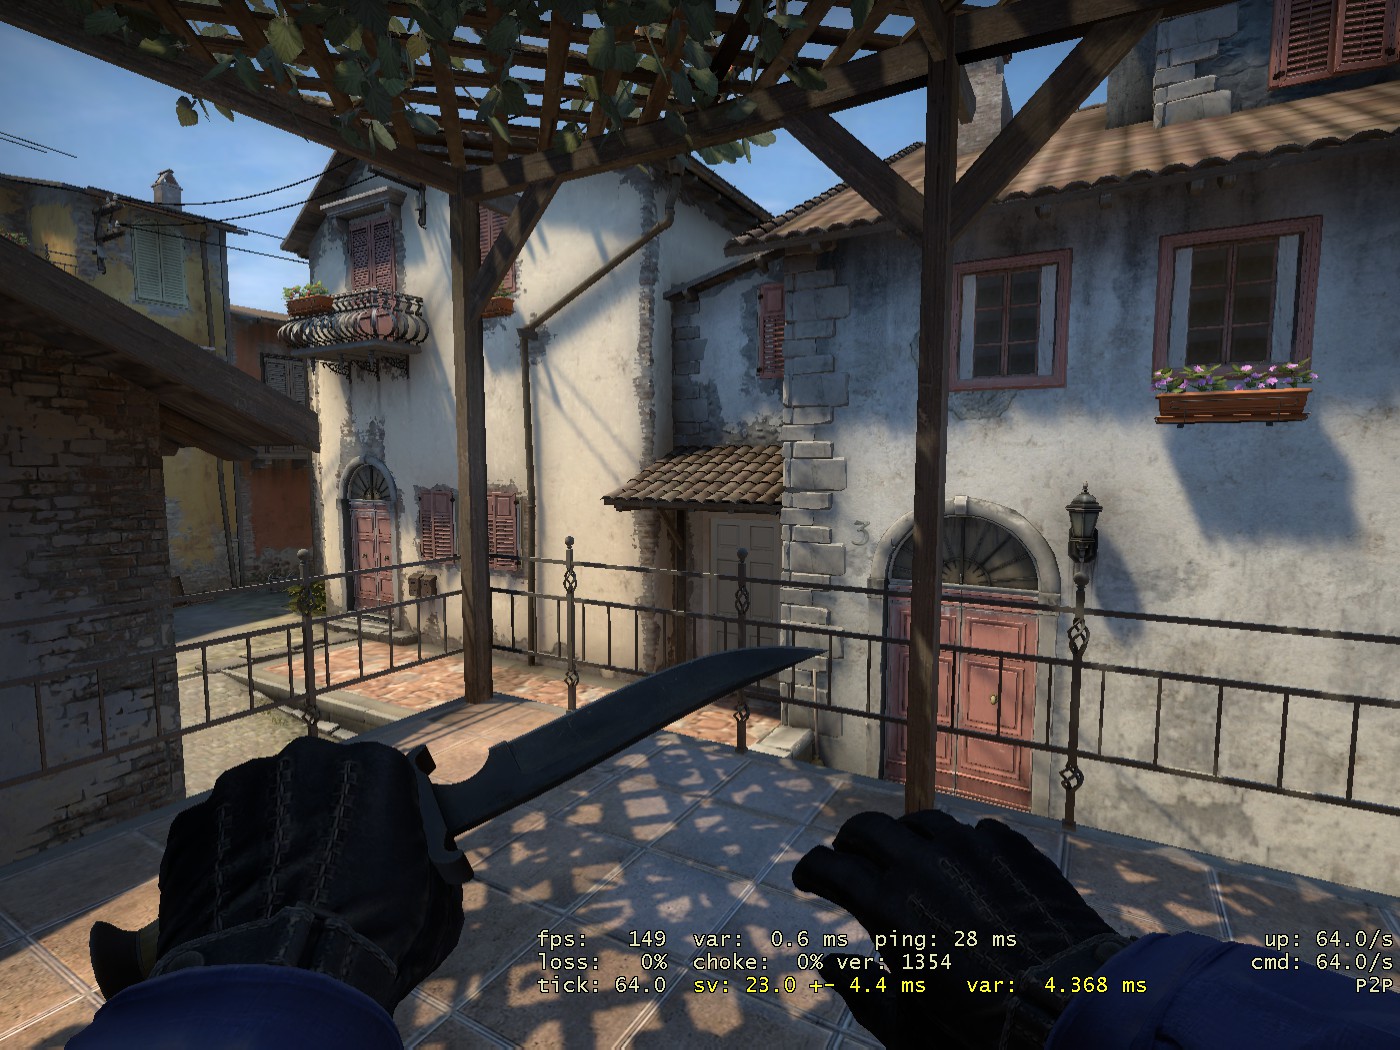 3
fps: 149 var: 0.6 ms ping: 28 ms
loss: 0% choke: 0% ver: 1354
tick: 64.0 sv: 23.0 +- 4.4 ms var: 4.368 ms
up: 64.0/s
cmd: 64.0/s
P2P